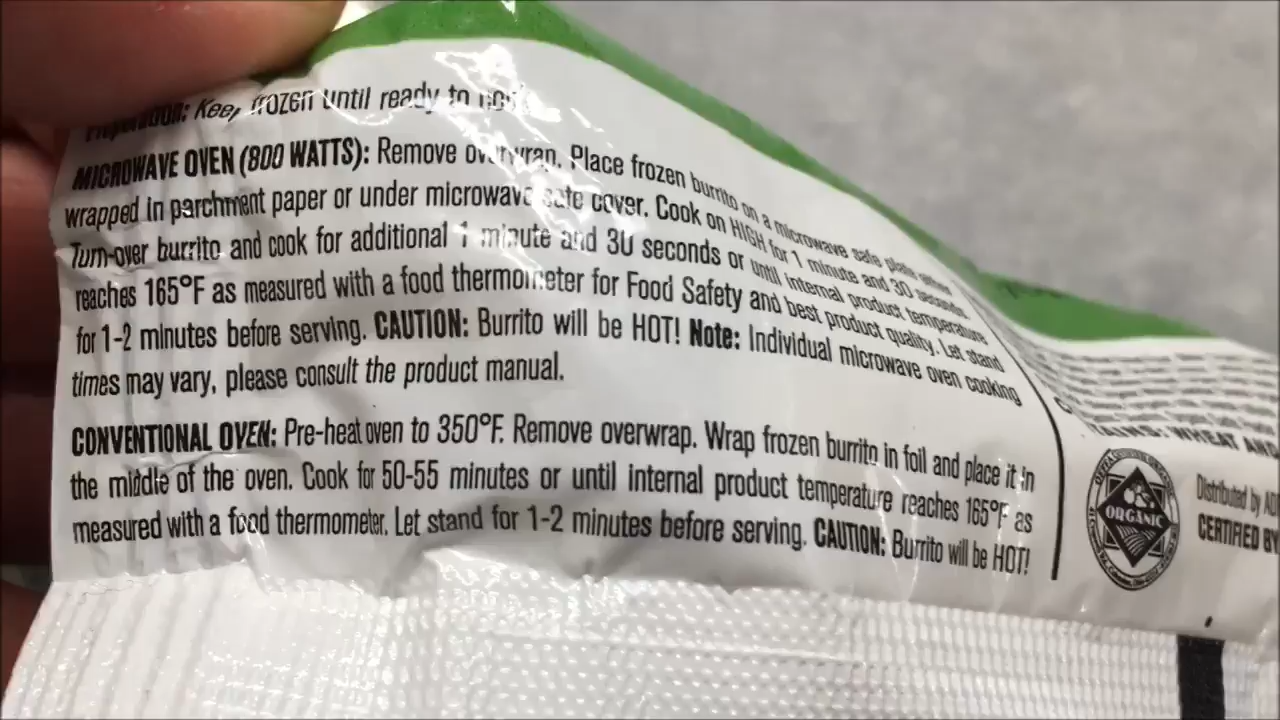 Preparation: Keep frozen until ready to
MICROWAVE OVEN (800 WATTS): Remove overwrap. Place frozen burrito on a microwave safe plate either
wrapped in parchment paper or under microwave safe cover. Cook on HIGH for 1 minute and 30 seconds.
Turn-over burrito and cook for additional 1 minute and 30 seconds or until internal product temperature
reaches 165°F as measured with a food thermometer for Food Safety and best product quality. Let stand
for 1-2 minutes before serving. CAUTION: Burrito will be HOT! Note: Individual microwave oven cooking
times may vary, please consult the product manual.
CONVENTIONAL OVEN: Pre-heat oven to 350°F. Remove overwrap. Wrap frozen burrito in foil and place it in
the middle of the oven. Cook for 50-55 minutes or until internal product temperature reaches 165°F as
measured with a food thermometer. Let stand for 1-2 minutes before serving. CAUTION: Burrito will be HOT!
WHEAT AND
ORGANIC
Distributed by
CERTIFIED BY